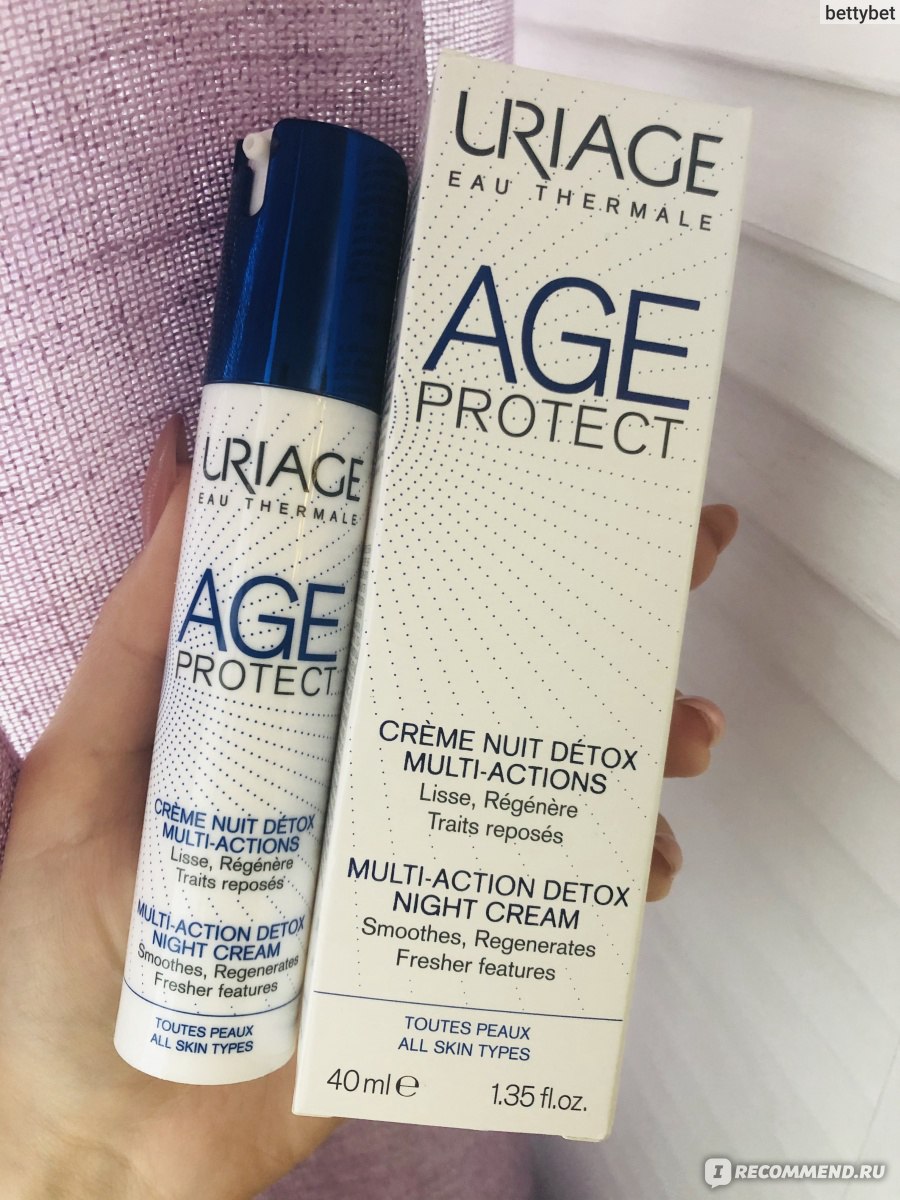 bettybet
URIAGE
EAU THERMALE
AGE
PROTECT
CRÈME NUIT DÉTOX
MULTI-ACTIONS
Lisse, Régénère
Traits reposés
MULTI-ACTION DETOX
NIGHT CREAM
Smoothes, Regenerates
Fresher features
TOUTES PEAUX
ALL SKIN TYPES
URIAGE
EAU THERMALE
AGE
PROTECT
CRÈME NUIT DÉTOX
MULTI-ACTIONS
Lisse, Régénère
Traits reposés
MULTI-ACTION DETOX
NIGHT CREAM
Smoothes, Regenerates
Fresher features
TOUTES PEAUX
ALL SKIN TYPES
40 ml ℮ 1.35 fl.oz.
I RECOMMEND.RU